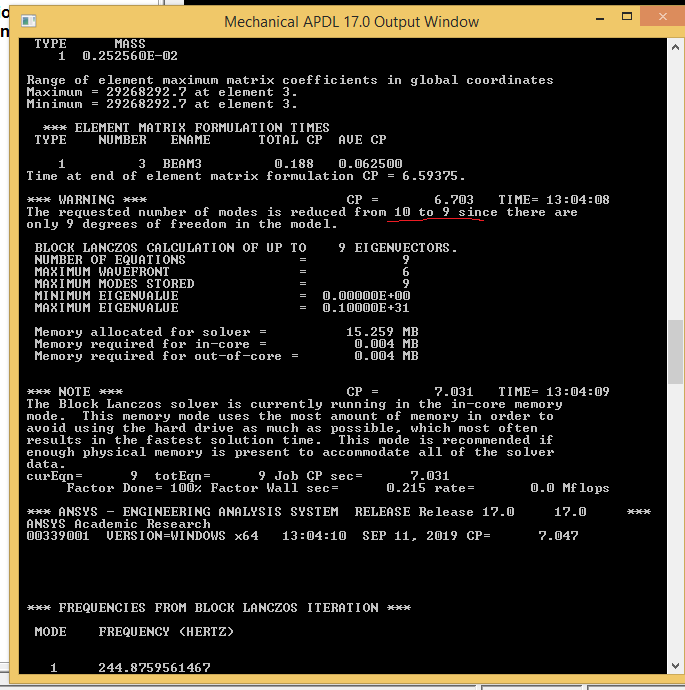 Mechanical APDL 17.0 Output Window
TYPE MASS
1 0.252560E-02
Range of element maximum matrix coefficients in global coordinates
Maximum = 29268292.7 at element 3.
Minimum = 29268292.7 at element 3.
*** ELEMENT MATRIX FORMULATION TIMES
TYPE NUMBER ENAME TOTAL CP AVE CP
1 3 BEAM3 0.188 0.062500
Time at end of element matrix formulation CP = 6.59375.
*** WARNING *** CP = 6.703 TIME= 13:04:08
The requested number of modes is reduced from 10 to 9 since there are
only 9 degrees of freedom in the model.
BLOCK LANCZOS CALCULATION OF UP TO 9 EIGENVECTORS.
NUMBER OF EQUATIONS = 9
MAXIMUM WAVEFRONT = 6
MAXIMUM MODES STORED = 9
MINIMUM EIGENVALUE = 0.00000E+00
MAXIMUM EIGENVALUE = 0.10000E+31
Memory allocated for solver = 15.259 MB
Memory required for in-core = 0.004 MB
Memory required for out-of-core = 0.004 MB
*** NOTE *** CP = 7.031 TIME= 13:04:09
The Block Lanczos solver is currently running in the in-core memory
mode. This memory mode uses the most amount of memory in order to
avoid using the hard drive as much as possible, which most often
results in the fastest solution time. This mode is recommended if
enough physical memory is present to accommodate all of the solver
data.
curEqn= 9 totEqn= 9 Job CP sec= 7.031
Factor Done= 100% Factor Wall sec= 0.215 rate= 0.0 Mflops
*** ANSYS - ENGINEERING ANALYSIS SYSTEM RELEASE Release 17.0 17.0 ***
ANSYS Academic Research
00339001 VERSION=WINDOWS x64 13:04:10 SEP 11, 2019 CP= 7.047
*** FREQUENCIES FROM BLOCK LANCZOS ITERATION ***
MODE FREQUENCY (HERTZ)
1 244.8759561467